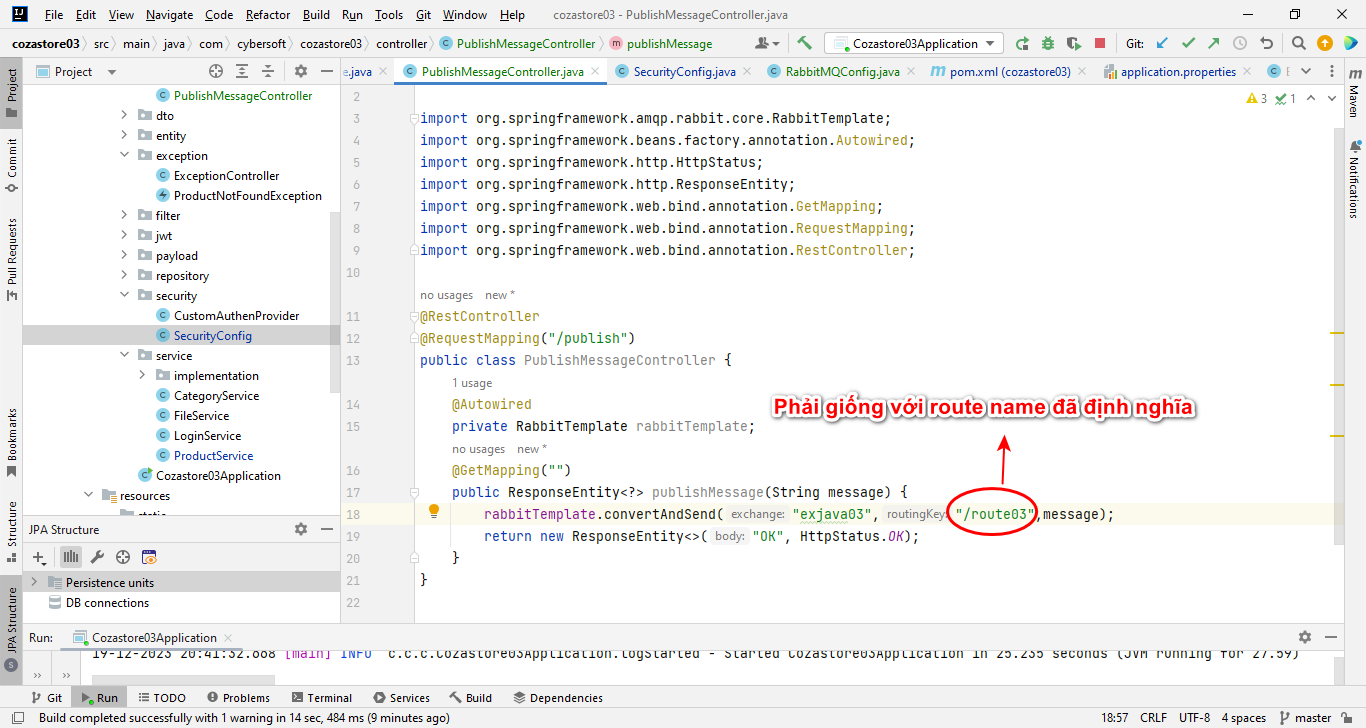 File Edit View Navigate Code Refactor Build Run Tools Git Window Help cozastore03 - PublishMessageController.java
cozastore03 src main java com cybersoft cozastore03 controller PublishMessageController publishMessage Cozastore03Application Git:
Project e.java PublishMessageController.java SecurityConfig.java RabbitMQConfig.java pom.xml (cozastore03) application.properties
Project
Commit
Pull Requests
Bookmarks
Structure
JPA Structure
PublishMessageController
dto
entity
exception
ExceptionController
ProductNotFoundException
filter
jwt
payload
repository
security
CustomAuthenProvider
SecurityConfig
service
implementation
CategoryService
FileService
LoginService
ProductService
Cozastore03Application
resources
JPA Structure
Persistence units
DB connections
3 1
2
3 import org.springframework.amqp.rabbit.core.RabbitTemplate;
4 import org.springframework.beans.factory.annotation.Autowired;
5 import org.springframework.http.HttpStatus;
6 import org.springframework.http.ResponseEntity;
7 import org.springframework.web.bind.annotation.GetMapping;
8 import org.springframework.web.bind.annotation.RequestMapping;
9 import org.springframework.web.bind.annotation.RestController;
10
no usages new *
11 @RestController
12 @RequestMapping("/publish")
13 public class PublishMessageController {
1 usage
14 @Autowired
15 private RabbitTemplate rabbitTemplate;
no usages new *
16 @GetMapping("")
17 public ResponseEntity<?> publishMessage(String message) {
18 rabbitTemplate.convertAndSend( exchange: "exjava03", routingKey: "/route03",message);
19 return new ResponseEntity<>( body: "OK", HttpStatus.OK);
20 }
21 }
22
Phải giống với route name đã định nghĩa
Maven
Notifications
Run: Cozastore03Application
19-12-2023 20:41:32.668 [main] INFO c.c.c.Cozastore03Application.logStarted - Started Cozastore03Application in 25.235 seconds (JVM running for 27.59)
Git Run TODO Problems Terminal Services Build Dependencies
Build completed successfully with 1 warning in 14 sec, 484 ms (9 minutes ago) 18:57 CRLF UTF-8 4 spaces master